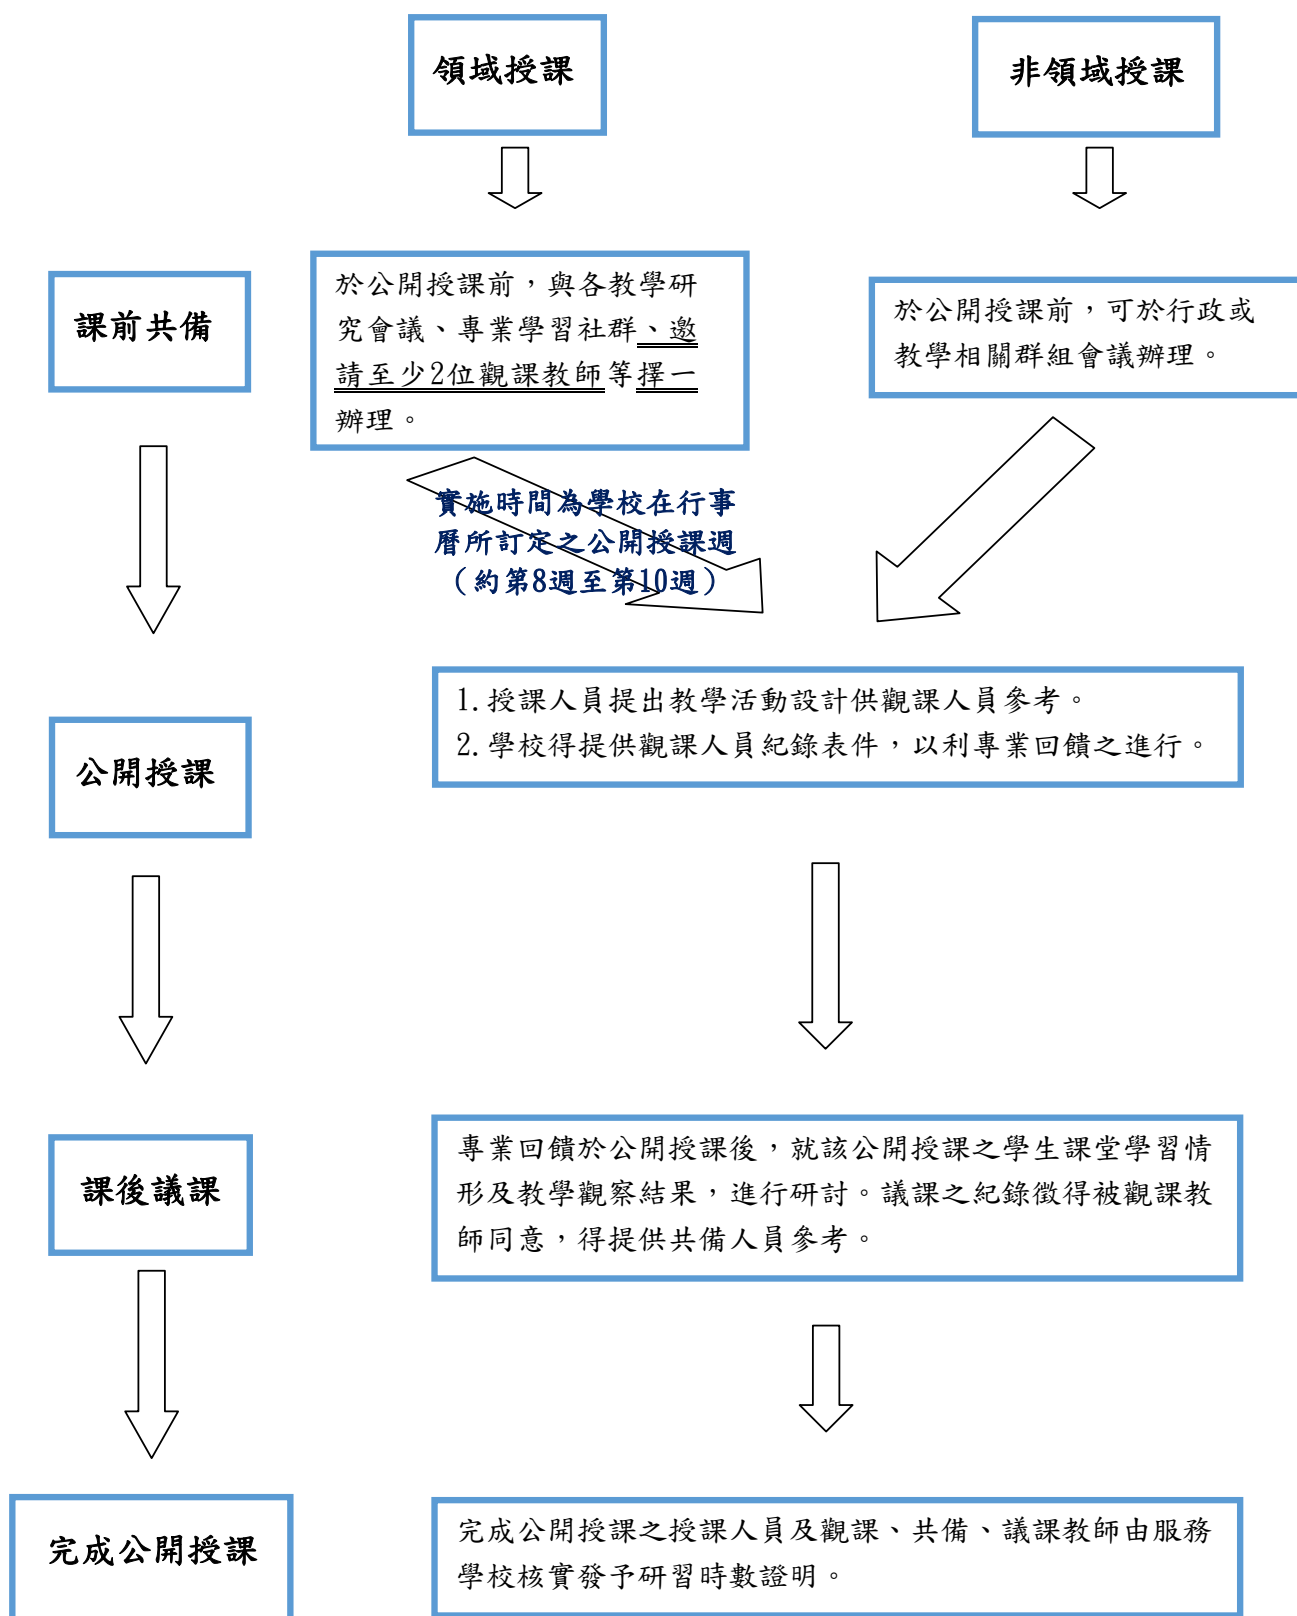 領域授課
非領域授課
課前共備
於公開授課前，與各教學研
究會議、專業學習社群、邀
請至少2位觀課教師等擇一
辦理。
於公開授課前，可於行政或
教學相關群組會議辦理。
實施時間為學校在行事
曆所訂定之公開授課週
（約第8週至第10週）
公開授課
1.授課人員提出教學活動設計供觀課人員參考。
2.學校得提供觀課人員紀錄表件，以利專業回饋之進行。
課後議課
專業回饋於公開授課後，就該公開授課之學生課堂學習情
形及教學觀察結果，進行研討。議課之紀錄徵得被觀課教
師同意，得提供共備人員參考。
完成公開授課
完成公開授課之授課人員及觀課、共備、議課教師由服務
學校核實發予研習時數證明。